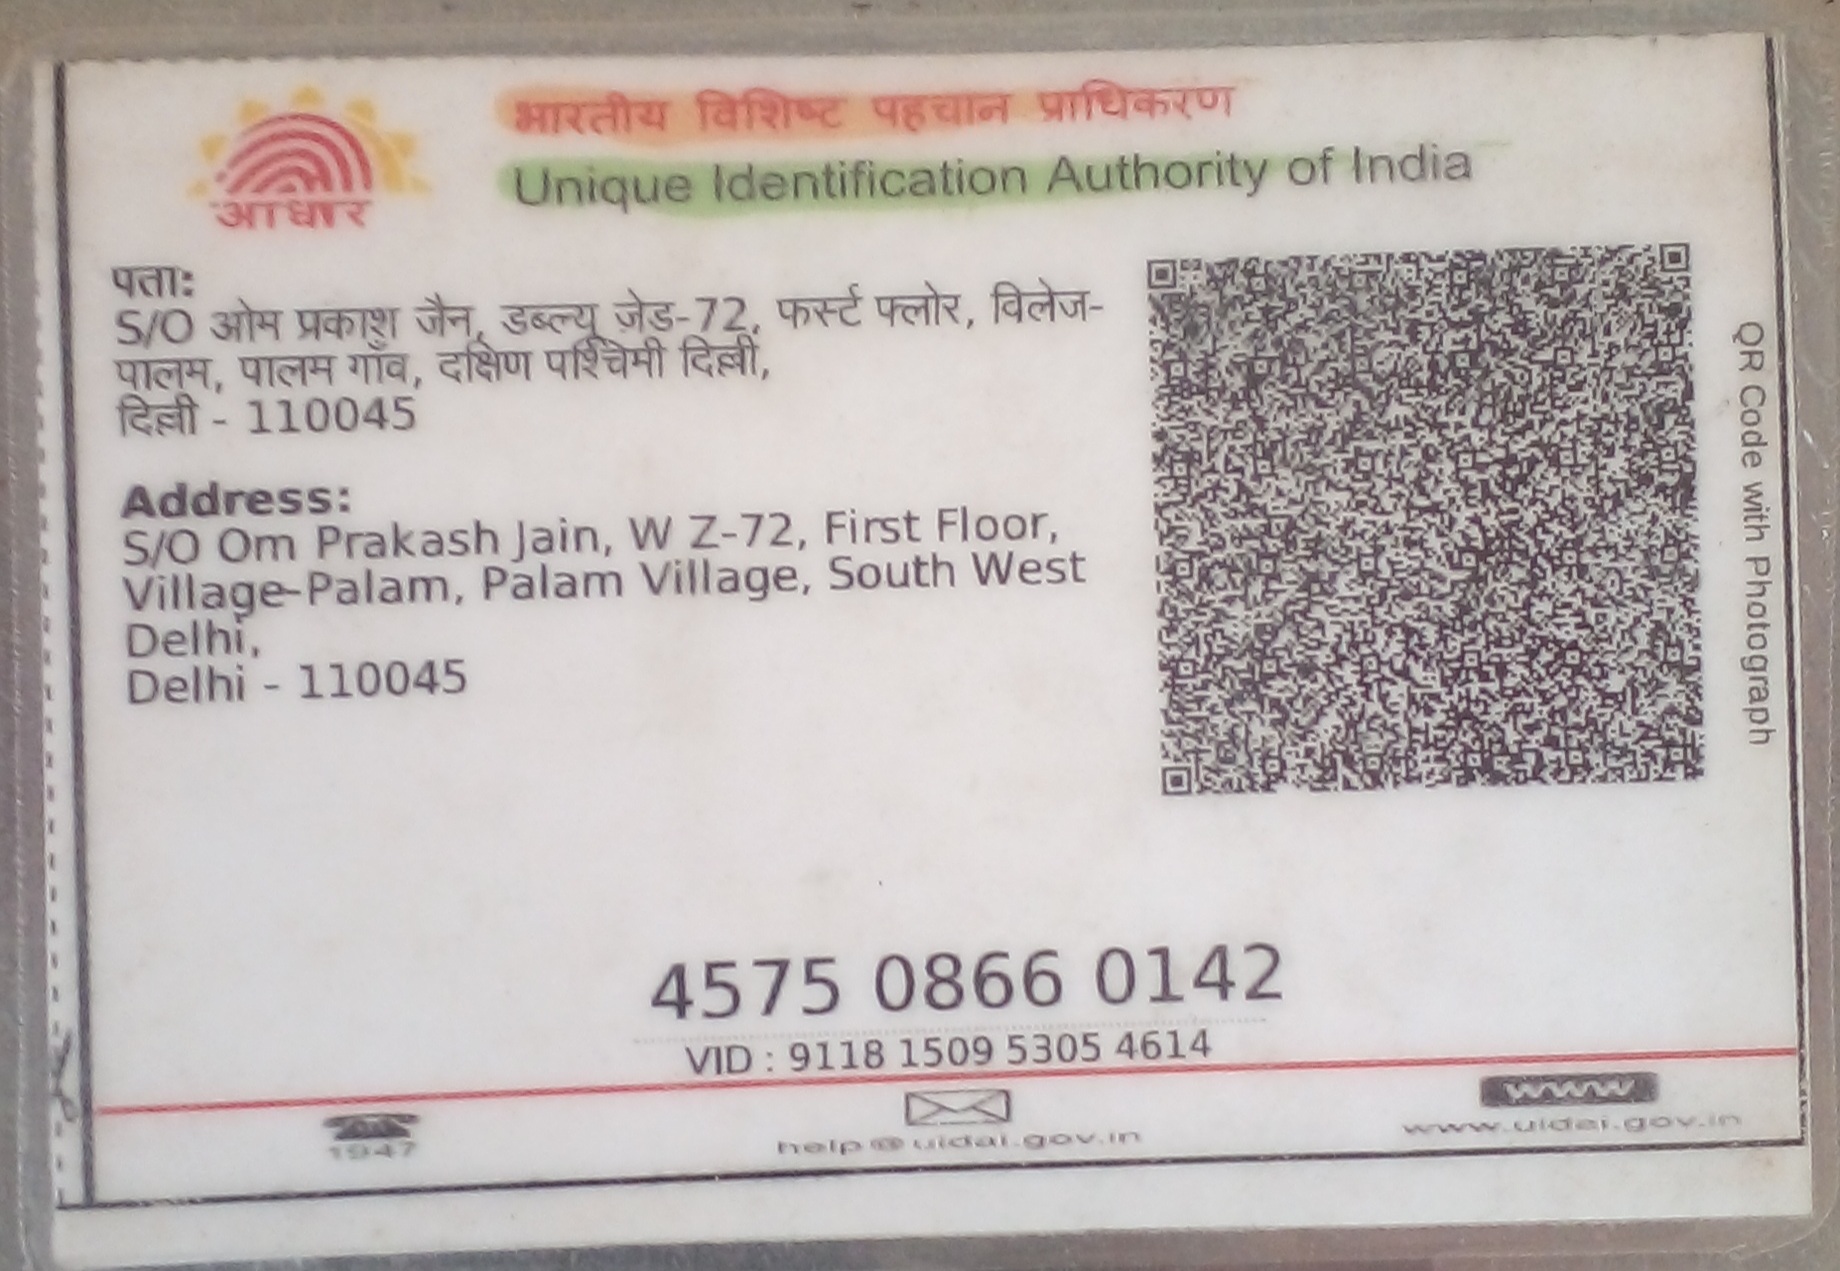 आधार
भारतीय विशिष्ट पहचान प्राधिकरण
Unique Identification Authority of India
पता:
S/O ओम प्रकाश जैन, डब्ल्यू जेड-72, फर्स्ट फ्लोर, विलेज-
पालम, पालम गाँव, दक्षिण पश्चिमी दिल्ली,
दिल्ली - 110045
Address:
S/O Om Prakash Jain, W Z-72, First Floor,
Village-Palam, Palam Village, South West
Delhi,
Delhi - 110045
QR Code with Photograph
4575 0866 0142
VID : 9118 1509 5305 4614
1947
help@uidai.gov.in
www
www.uidai.gov.in